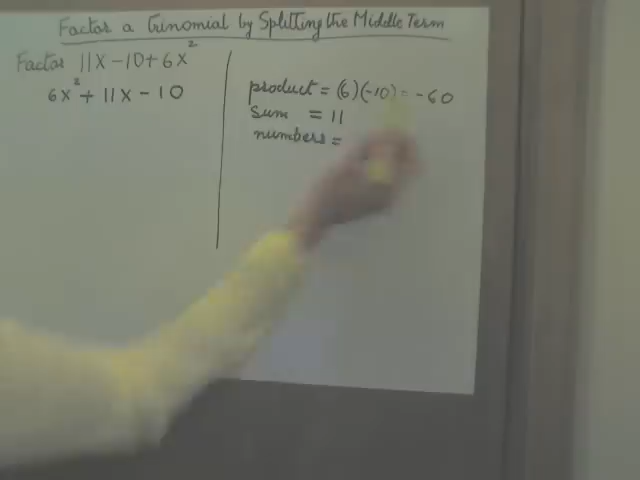 Factor a Trinomial by Splitting the Middle Term
Factor 11x - 10 + 6x²
6x² + 11x - 10
product = (6)(-10) = -60
Sum = 11
numbers =